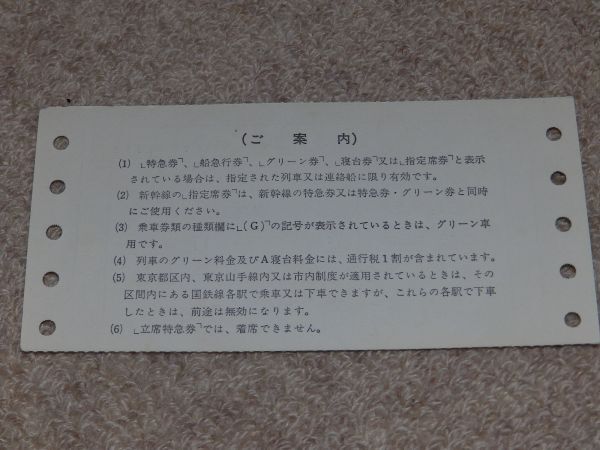 (ご案内)
(1) ﹂特急券﹁、﹂船急行券﹁、﹂グリーン券﹁、﹂寝台券﹁又は﹂指定席券﹁と表示
されている場合は、指定された列車又は連絡船に限り有効です。
(2) 新幹線の﹂指定席券﹁は、新幹線の特急券又は特急券・グリーン券と同時
にご使用ください。
(3) 乗車券類の種類欄に﹂(G)﹁の記号が表示されているときは、グリーン車
用です。
(4) 列車のグリーン料金及びA寝台料金には、通行税1割が含まれています。
(5) 東京都区内、東京山手線内又は市内制度が適用されているときは、その
区間内にある国鉄線各駅で乗車又は下車できますが、これらの各駅で下車
したときは、前途は無効になります。
(6) ﹂立席特急券﹁では、着席できません。